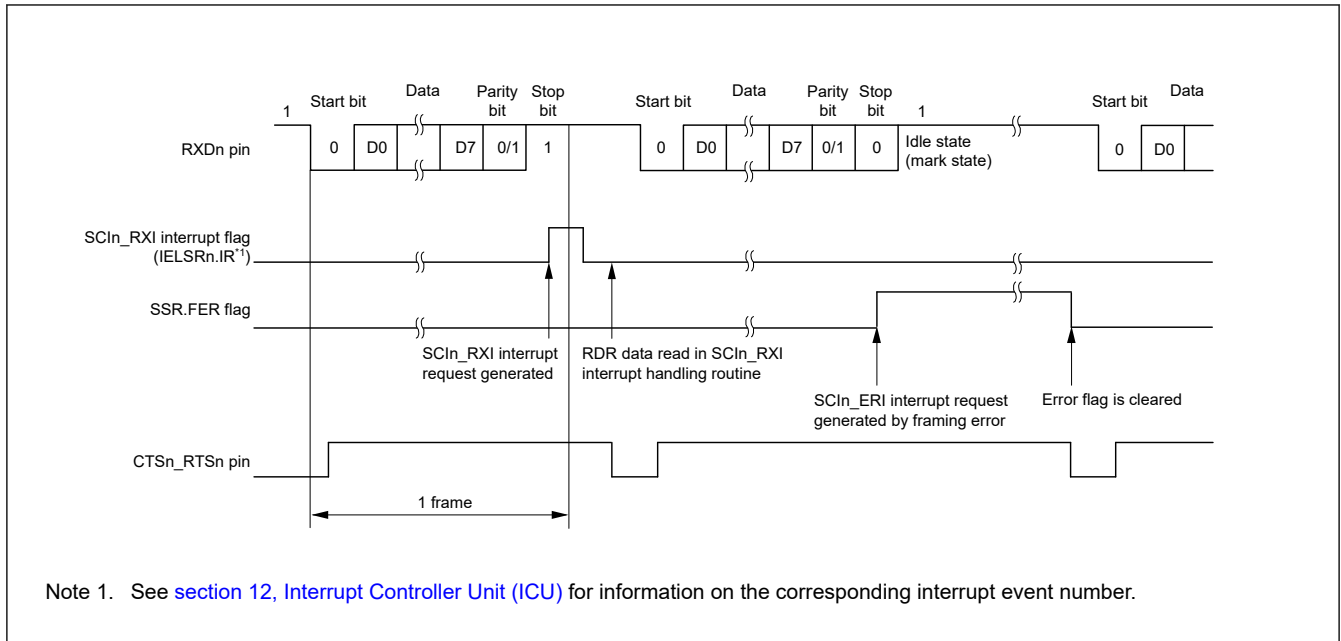 1
Start bit
Data
Parity bit
Stop bit
Start bit
Data
Parity bit
Stop bit
1
Start bit
Data
RXDn pin
0
D0
D7
0/1
1
0
D0
D7
0/1
0
Idle state
(mark state)
0
D0
SCIn_RXI interrupt flag
(IELSRn.IR*1)
SSR.FER flag
SCIn_RXI interrupt
request generated
RDR data read in SCIn_RXI
interrupt handling routine
SCIn_ERI interrupt request
generated by framing error
Error flag is cleared
CTSn_RTSn pin
1 frame
Note 1. See section 12, Interrupt Controller Unit (ICU) for information on the corresponding interrupt event number.